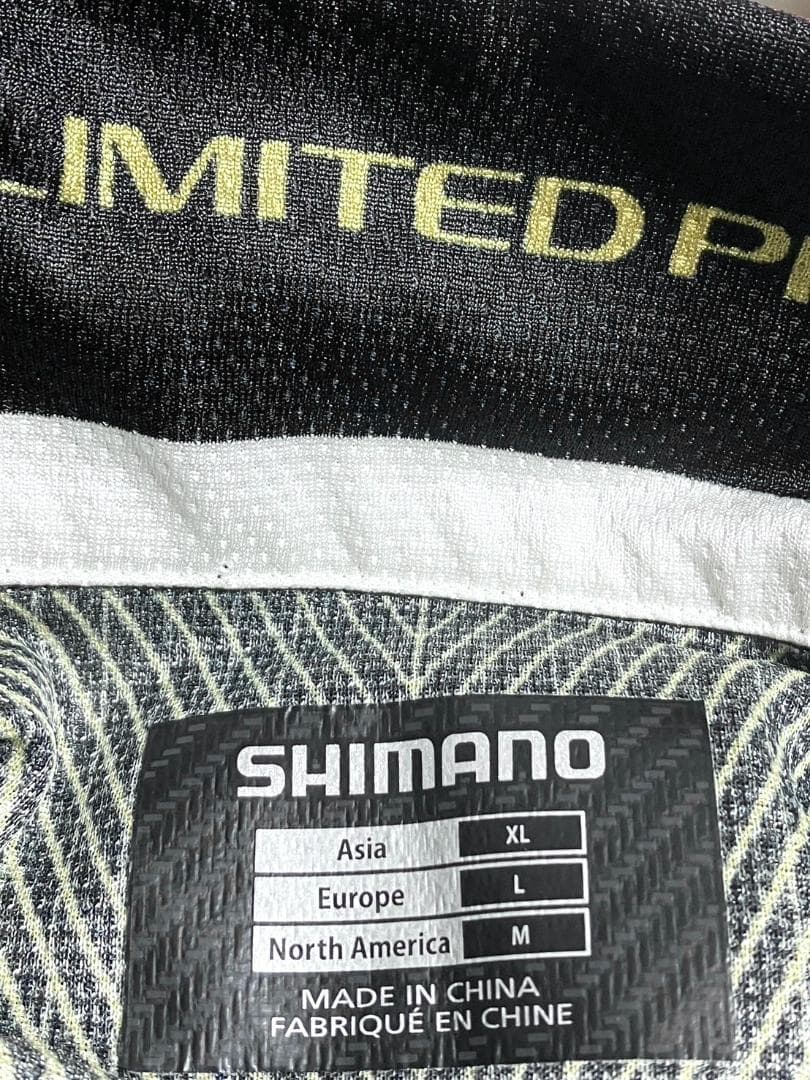 LIMITED P
SHIMANO
Asia XL
Europe L
North America M
MADE IN CHINA
FABRIQUÉ EN CHINE